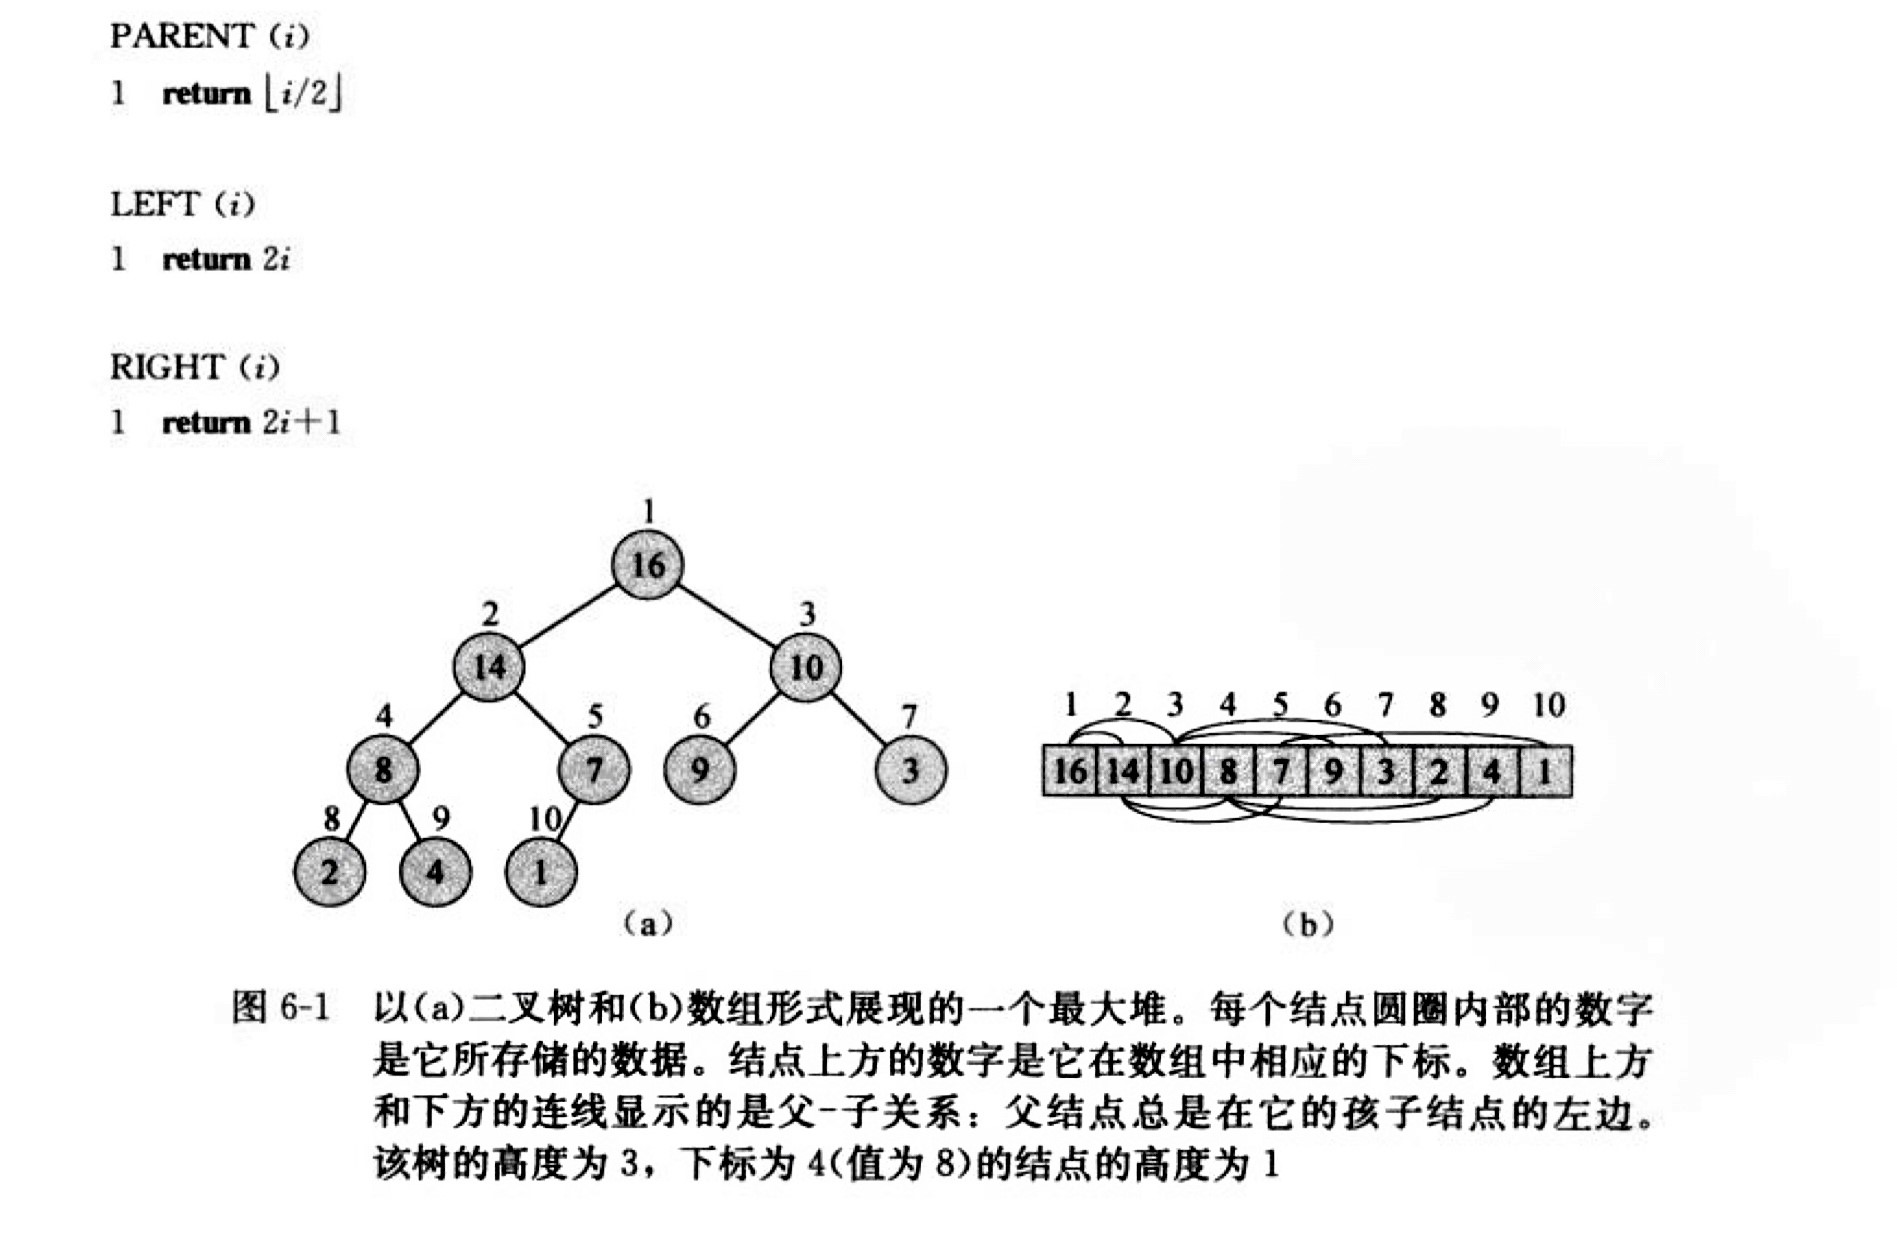 PARENT (i)
1 return ⌊i/2⌋
LEFT (i)
1 return 2i
RIGHT (i)
1 return 2i+1
1
16
2 3
14 10
4 5 6 7
8 7 9 3
8 9 10
2 4 1
(a)
1 2 3 4 5 6 7 8 9 10
16 14 10 8 7 9 3 2 4 1
(b)
图 6-1 以(a)二叉树和(b)数组形式展现的一个最大堆。每个结点圆圈内部的数字
是它所存储的数据。结点上方的数字是它在数组中相应的下标。数组上方
和下方的连线显示的是父-子关系：父结点总是在它的孩子结点的左边。
该树的高度为 3，下标为 4(值为 8)的结点的高度为 1